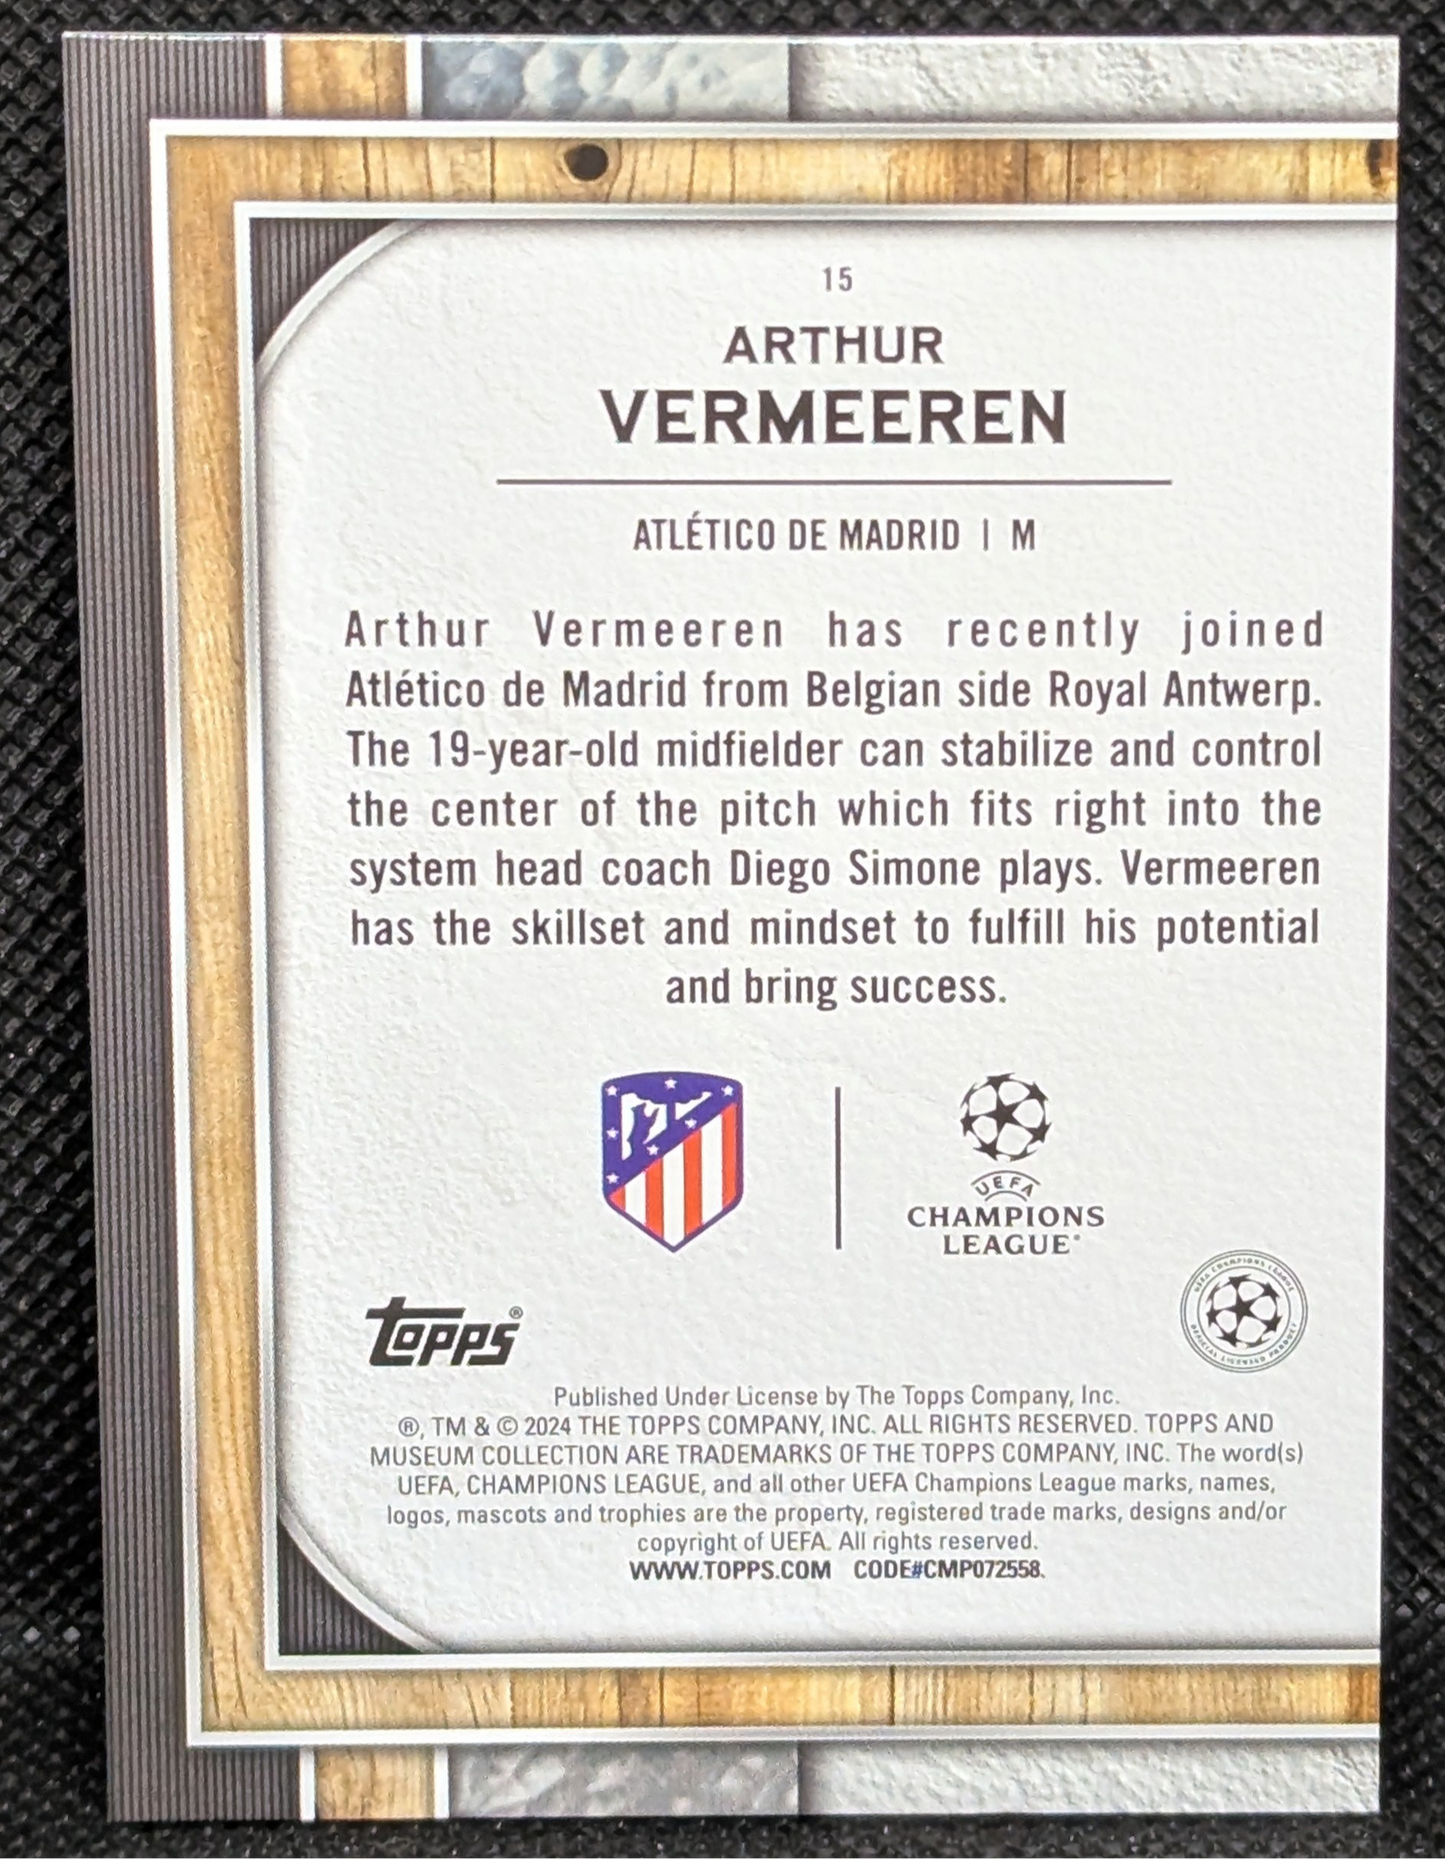 15
ARTHUR
VERMEEREN
ATLÉTICO DE MADRID | M
Arthur Vermeeren has recently joined
Atlético de Madrid from Belgian side Royal Antwerp.
The 19-year-old midfielder can stabilize and control
the center of the pitch which fits right into the
system head coach Diego Simone plays. Vermeeren
has the skillset and mindset to fulfill his potential
and bring success.
UEFA
CHAMPIONS
LEAGUE®
UEFA CHAMPIONS LEAGUE
OFFICIAL LICENSED PRODUCT
Topps®
Published Under License by The Topps Company, Inc.
®, TM & © 2024 THE TOPPS COMPANY, INC. ALL RIGHTS RESERVED. TOPPS AND
MUSEUM COLLECTION ARE TRADEMARKS OF THE TOPPS COMPANY, INC. The word(s)
UEFA, CHAMPIONS LEAGUE, and all other UEFA Champions League marks, names,
logos, mascots and trophies are the property, registered trade marks, designs and/or
copyright of UEFA. All rights reserved.
WWW.TOPPS.COM CODE#CMP072558.